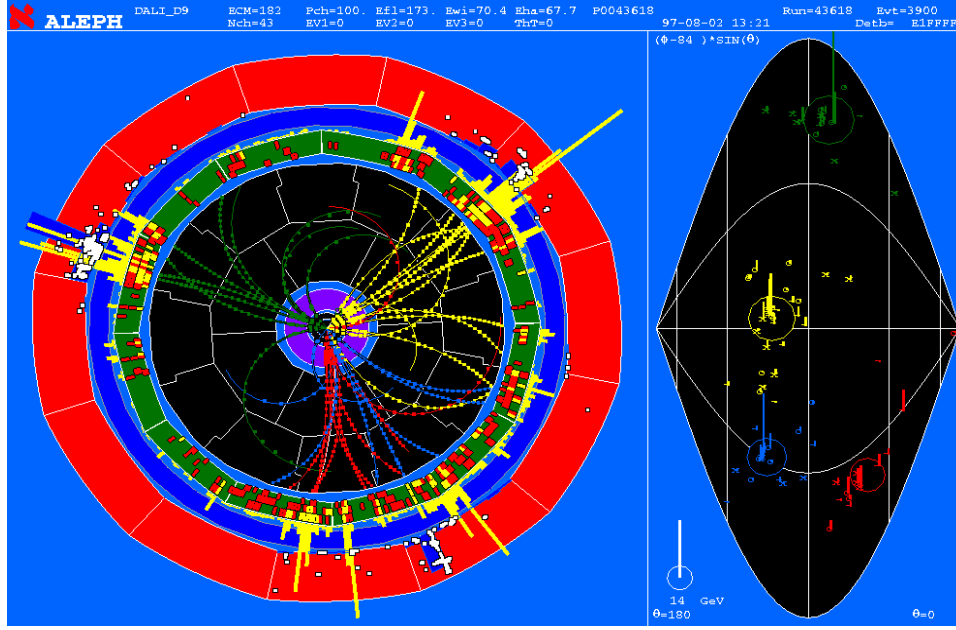 ALEPH DALI_D9 ECM=182 Pch=100. Efl=173. Ewi=70.4 Eha=67.7 P0043618
Nch=43 EV1=0 EV2=0 EV3=0 ThT=0 97-08-02 13:21 Run=43618 Evt=3900
Detb= E1FFFF
(ϕ-84 )*SIN(θ)
14 GeV
θ=180 θ=0